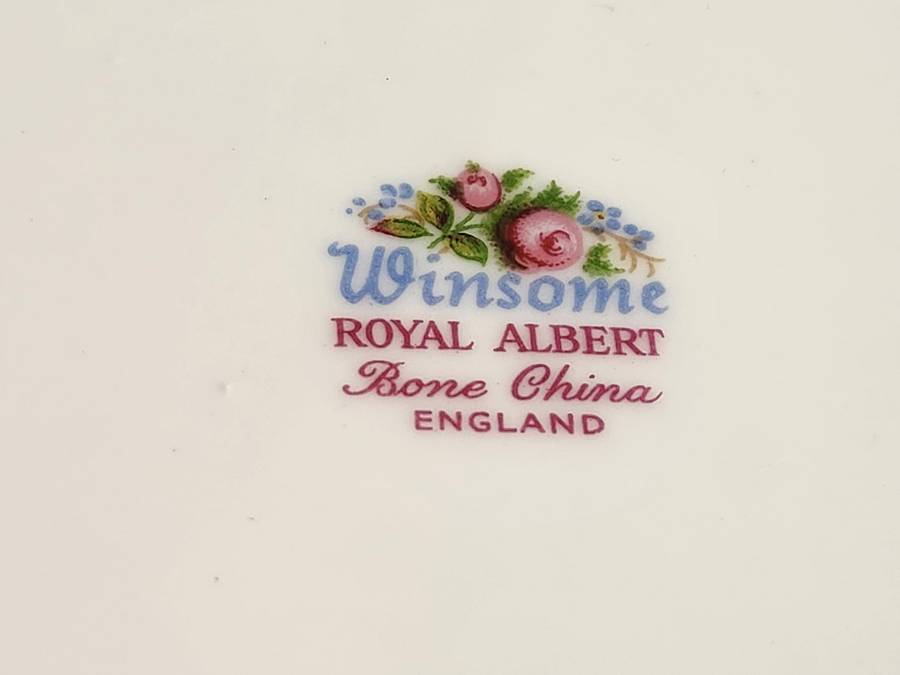 Winsome
ROYAL ALBERT
Bone China
ENGLAND